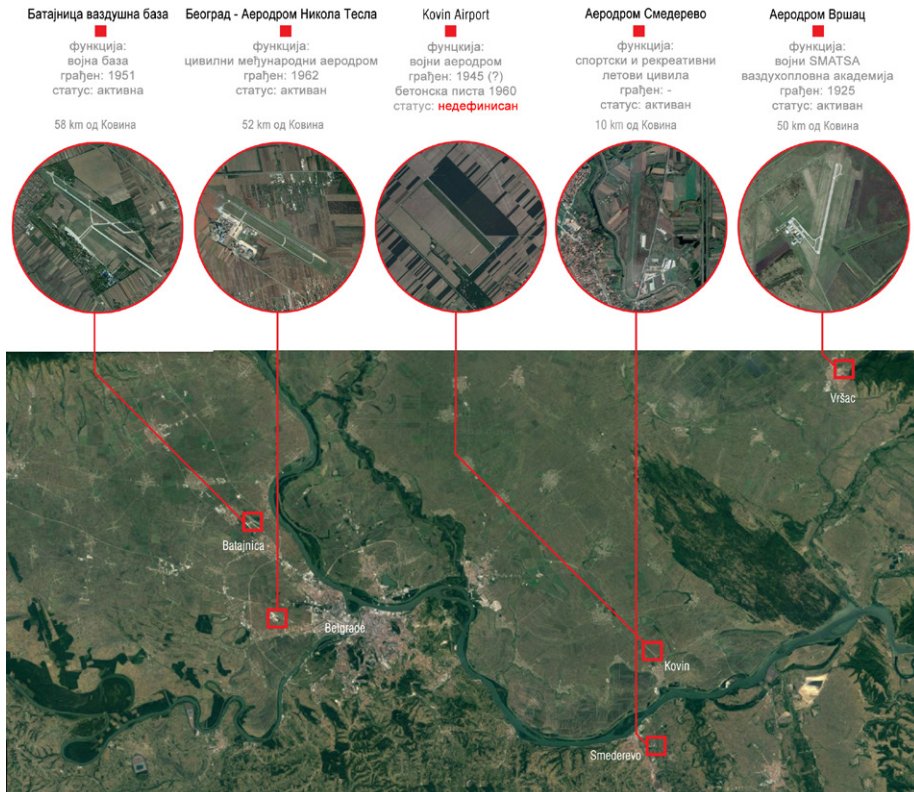 Батајница ваздушна база
функција:
војна база
грађен: 1951
статус: активна
58 km од Ковина
Београд - Аеродром Никола Тесла
функција:
цивилни међународни аеродром
грађен: 1962
статус: активан
52 km од Ковина
Kovin Airport
фунцкија:
војни аеродром
грађен: 1945 (?)
бетонска писта 1960
статус: недефинисан
Аеродром Смедерево
функција:
спортски и рекреативни
летови цивила
грађен: -
статус: активан
10 km од Ковина
Аеродром Вршац
функција:
војни SMATSA
ваздухопловна академија
грађен: 1925
статус: активан
50 km од Ковина
Vršac
Batajnica
Belgrade
Kovin
Smederevo